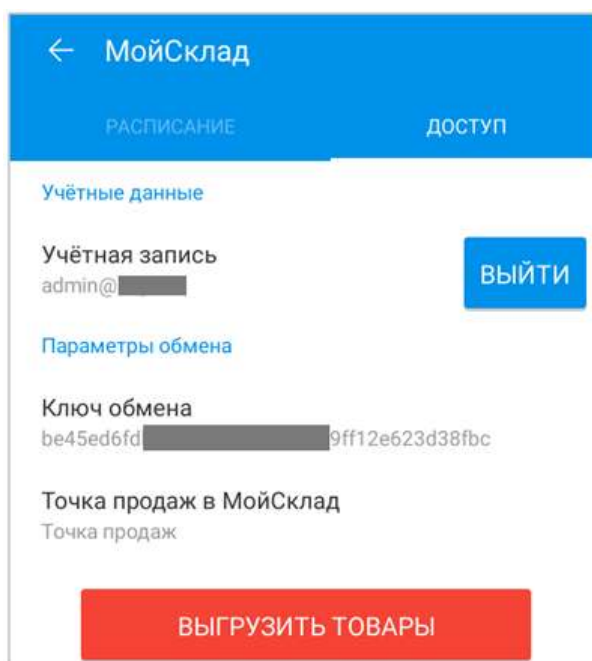 МойСклад
РАСПИСАНИЕ ДОСТУП
Учётные данные
Учётная запись
admin@
ВЫЙТИ
Параметры обмена
Ключ обмена
be45ed6fd 9ff12e623d38fbc
Точка продаж в МойСклад
Точка продаж
ВЫГРУЗИТЬ ТОВАРЫ